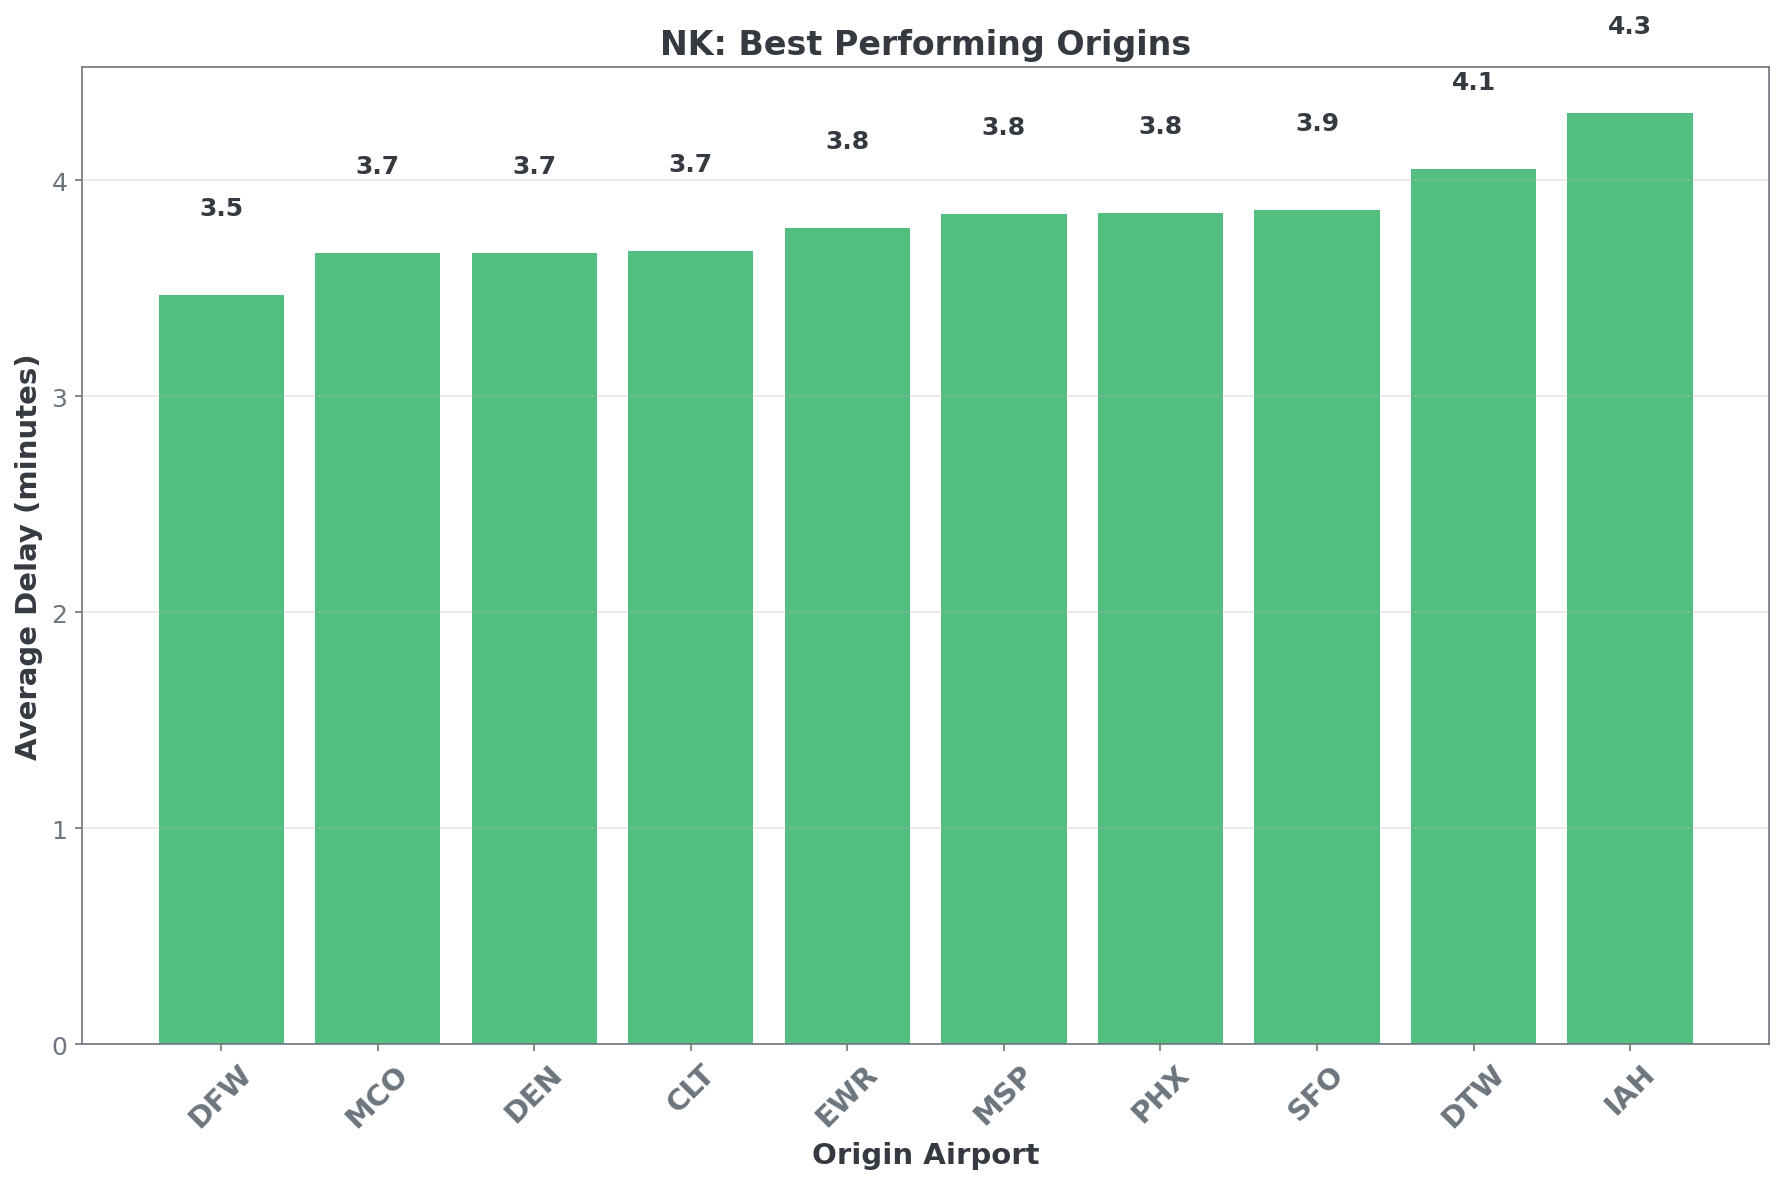 NK: Best Performing Origins
4.3
4.1
3.9
3.8
3.8
3.8
3.7
3.7
3.7
3.5
Average Delay (minutes)
4
3
2
1
0
DFW
MCO
DEN
CLT
EWR
MSP
PHX
SFO
DTW
IAH
Origin Airport